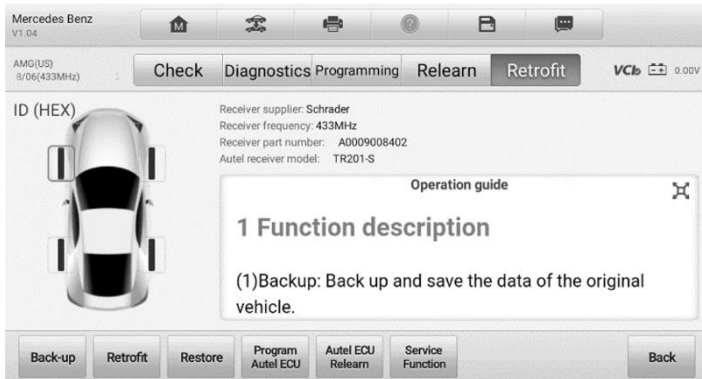 Mercedes Benz
V1.04
M
?
AMG(US)
8/06(433MHz)
Check
Diagnostics
Programming
Relearn
Retrofit
VCI
0.00V
ID (HEX)
Receiver supplier: Schrader
Receiver frequency: 433MHz
Receiver part number: A0009008402
Autel receiver model: TR201-S
Operation guide
1 Function description
(1)Backup: Back up and save the data of the original
vehicle.
Back-up
Retrofit
Restore
Program
Autel ECU
Autel ECU
Relearn
Service
Function
Back